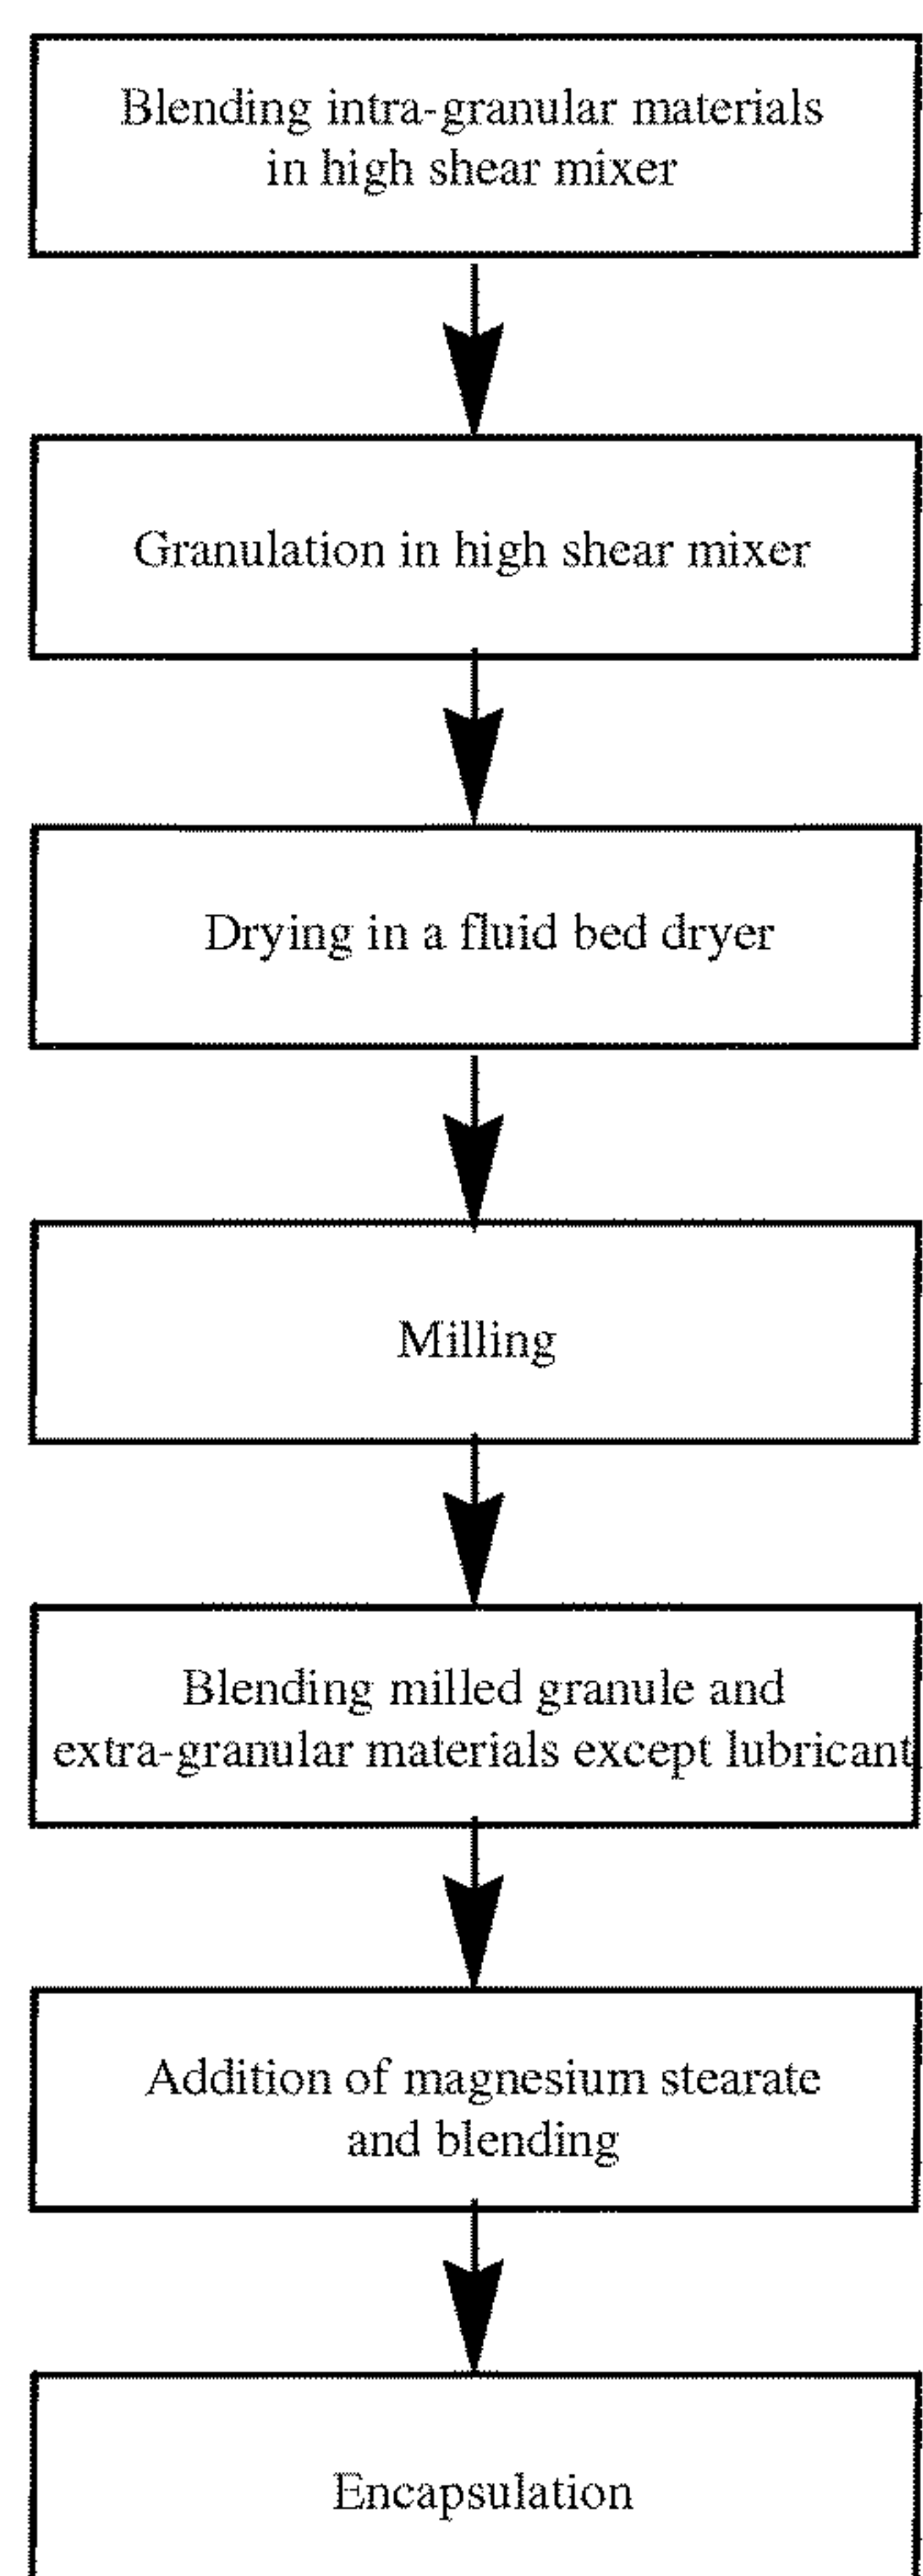 Blending intra-granular materials
in high shear mixer
Granulation in high shear mixer
Drying in a fluid bed dryer
Milling
Blending milled granule and
extra-granular materials except lubricant
Addition of magnesium stearate
and blending
Encapsulation